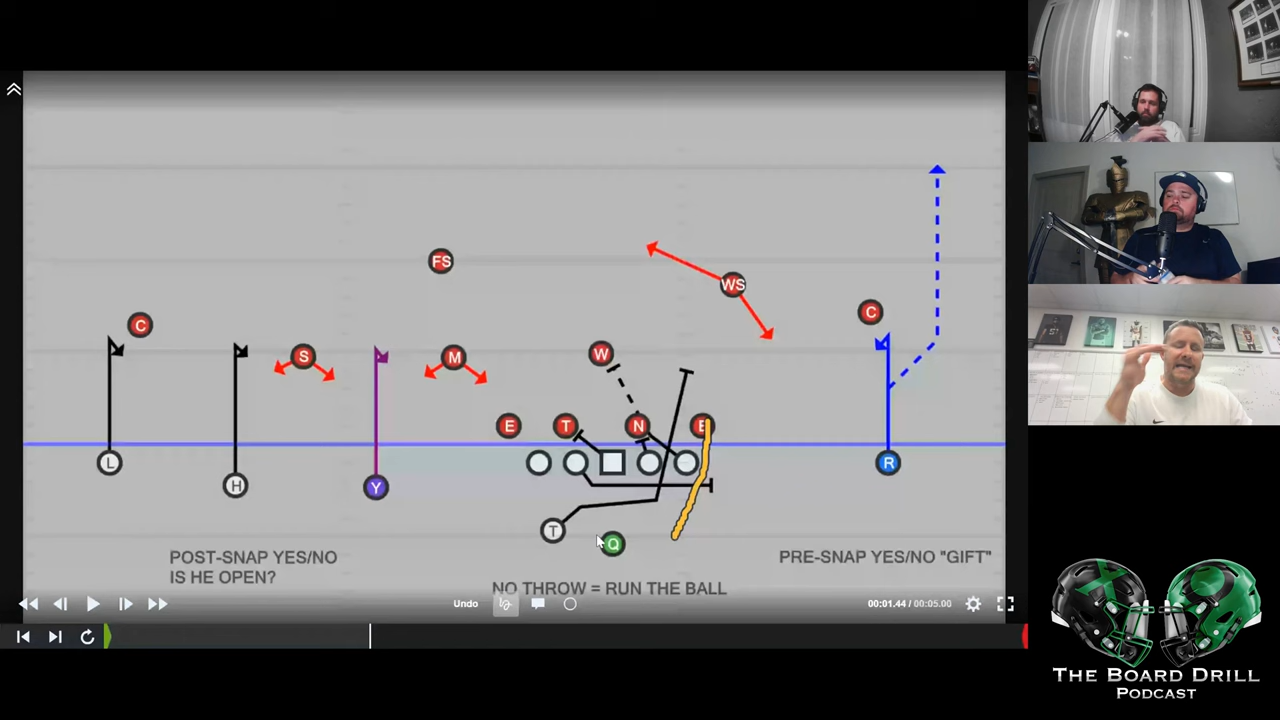 FS
WS
C
C
S
M
W
E
T
N
E
L
H
Y
R
T
Q
POST-SNAP YES/NO
IS HE OPEN?
PRE-SNAP YES/NO "GIFT"
NO THROW = RUN THE BALL
Undo
00:01.44 / 00:05.00
THE BOARD DRILL
PODCAST